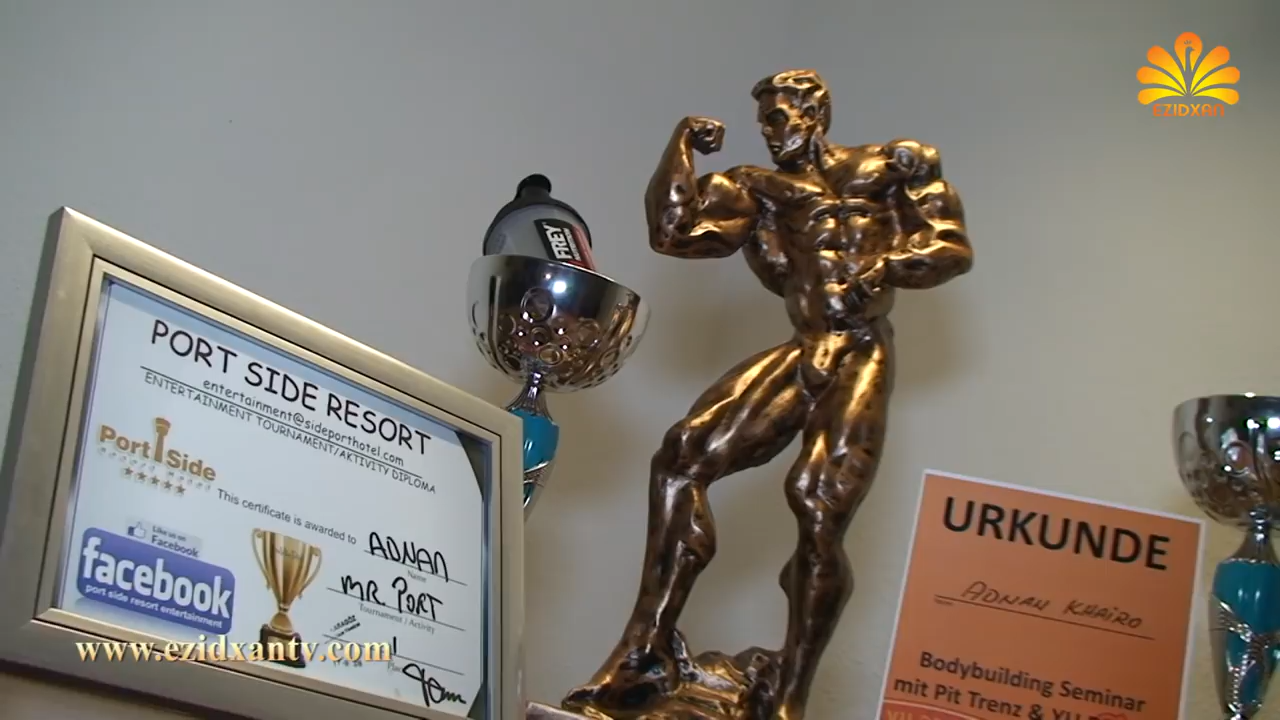 EZIDXAN
FREY
PORT SIDE RESORT
entertainment@sideporthotel.com
ENTERTAINMENT TOURNAMENT/AKTIVITY DIPLOMA
Port Side
This certificate is awarded to ADNAN
Name
Like us on
Facebook
facebook
port side resort entertainment
MR. PORT
Tournament / Activity
URKUNDE
ADNAN KHAIRO
Bodybuilding Seminar
mit Pit Trenz &
www.ezidxantv.com